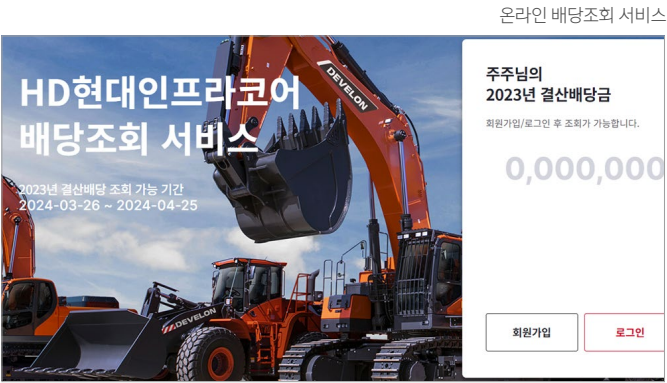 온라인 배당조회 서비스
HD현대인프라코어
배당조회 서비스
2023년 결산배당 조회 가능 기간
2024-03-26 ~ 2024-04-25
주주님의
2023년 결산배당금
회원가입/로그인 후 조회가 가능합니다.
0,000,000
회원가입
로그인
DEVELON
DEVELON